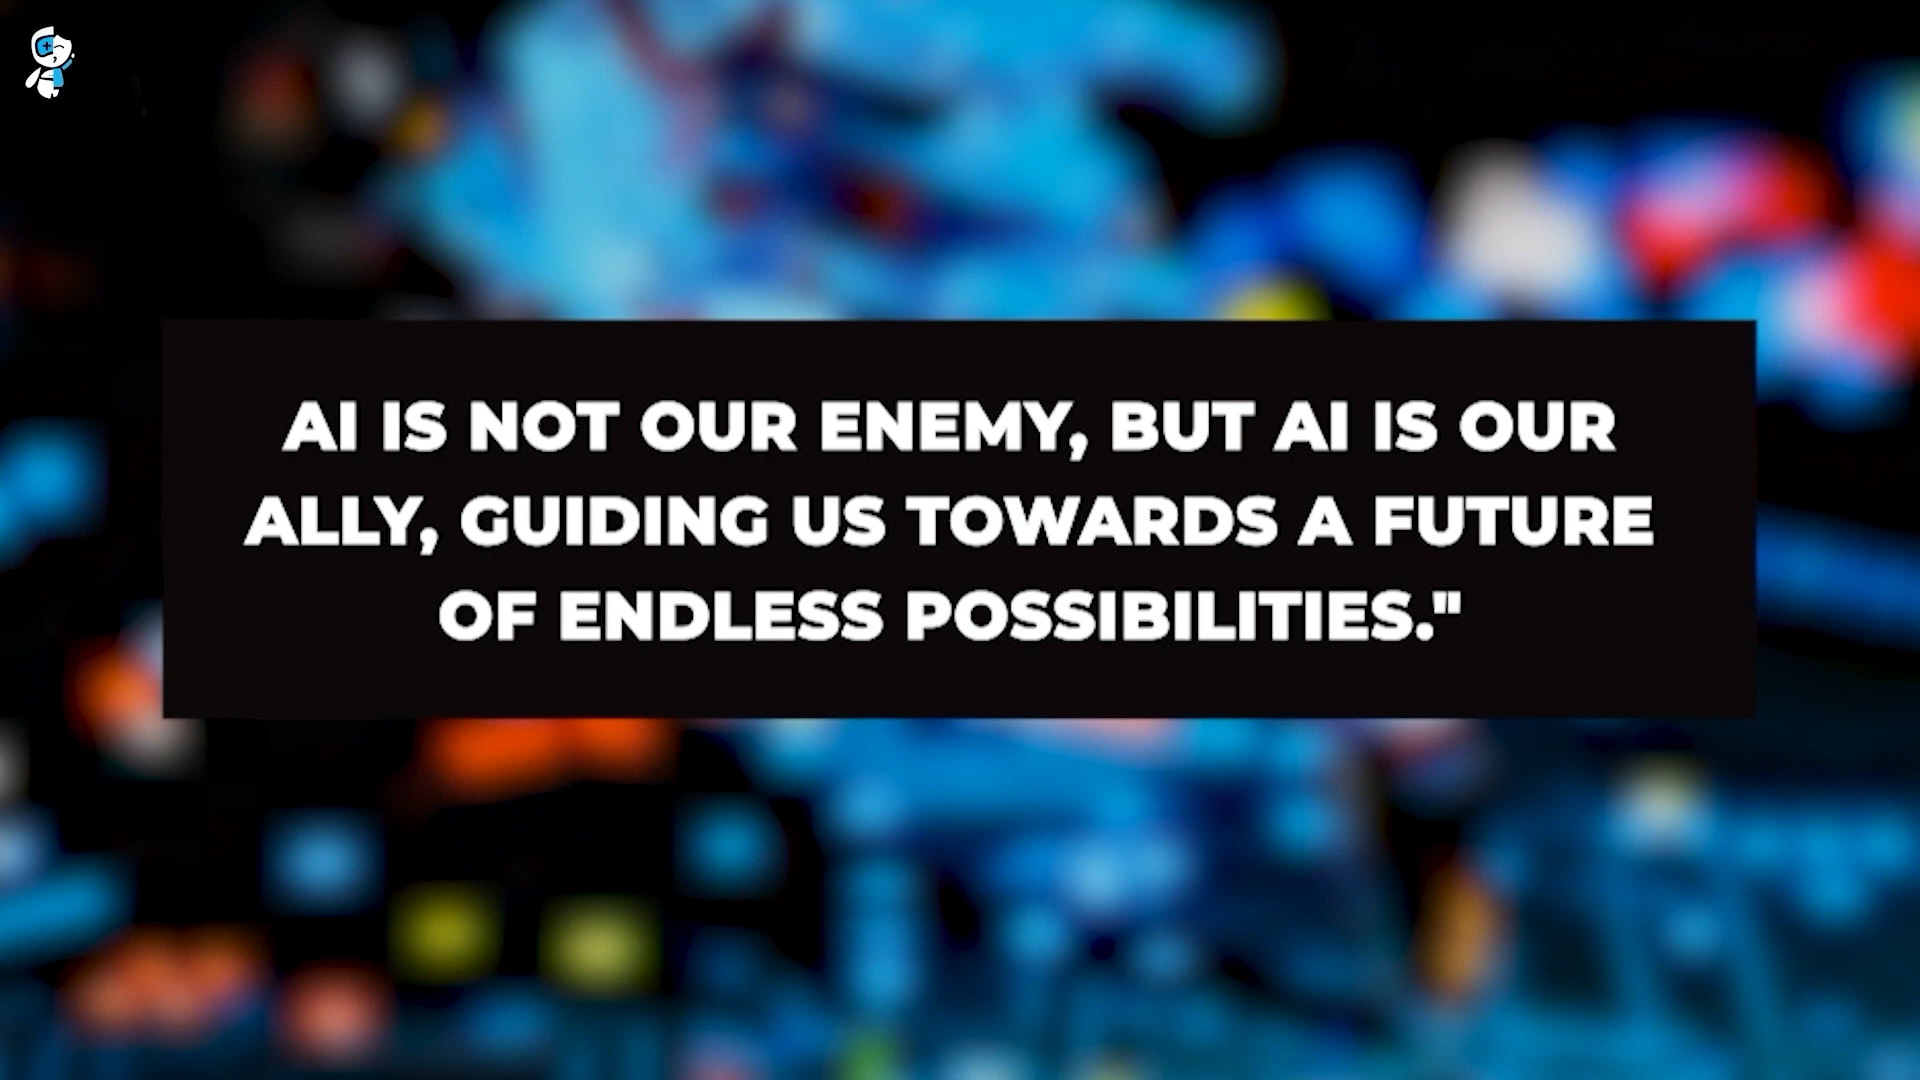 AI IS NOT OUR ENEMY, BUT AI IS OUR
ALLY, GUIDING US TOWARDS A FUTURE
OF ENDLESS POSSIBILITIES."